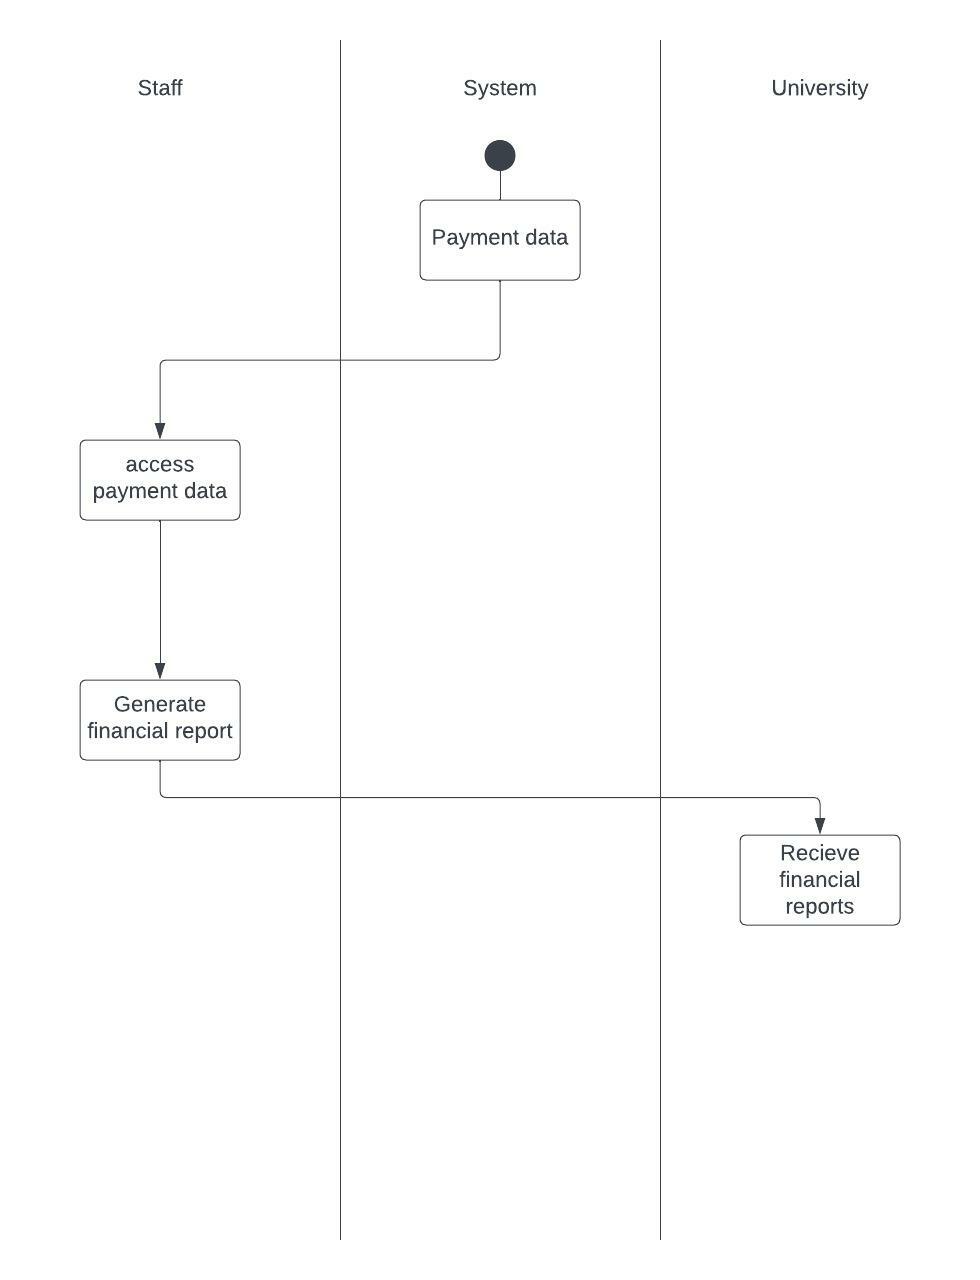 Staff
System
University
Payment data
access
payment data
Generate
financial report
Recieve
financial
reports